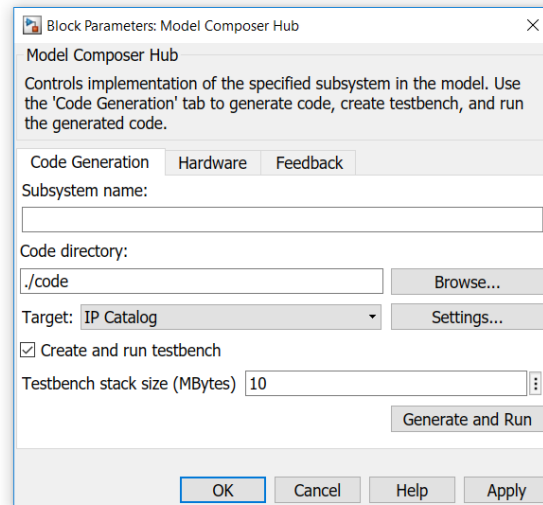 Block Parameters: Model Composer Hub
Model Composer Hub
Controls implementation of the specified subsystem in the model. Use
the 'Code Generation' tab to generate code, create testbench, and run
the generated code.
Code Generation Hardware Feedback
Subsystem name:
Code directory:
./code Browse...
Target: IP Catalog Settings...
Create and run testbench
Testbench stack size (MBytes) 10
Generate and Run
OK Cancel Help Apply